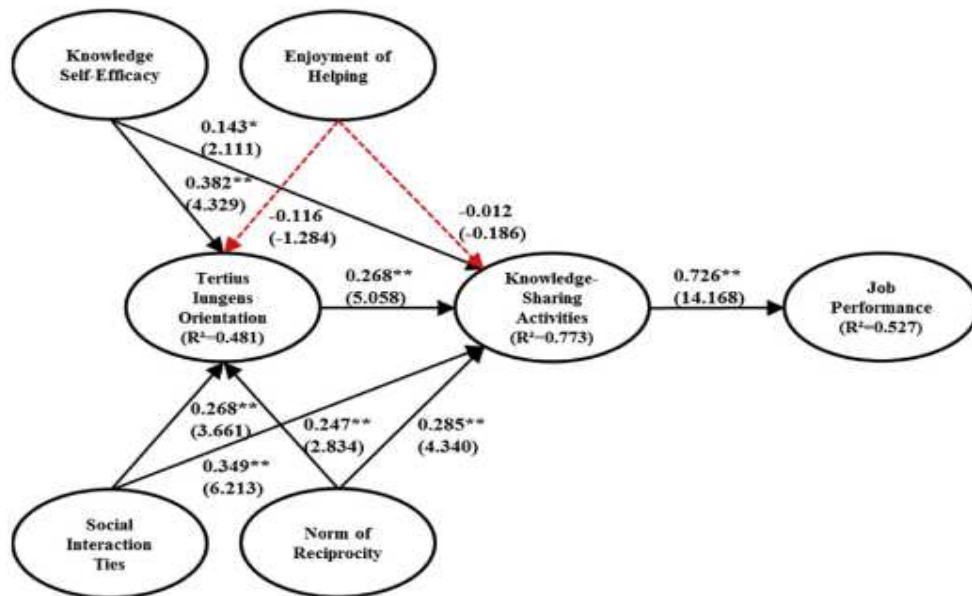 Knowledge
Self-Efficacy
Enjoyment of
Helping
0.143*
(2.111)
0.382**
(4.329)
-0.116
(-1.284)
-0.012
(-0.186)
Tertius
Iungens
Orientation
(R²=0.481)
0.268**
(5.058)
Knowledge-
Sharing
Activities
(R²=0.773)
0.726**
(14.168)
Job
Performance
(R²=0.527)
0.268**
(3.661)
0.247**
(2.834)
0.285**
(4.340)
0.349**
(6.213)
Social
Interaction
Ties
Norm of
Reciprocity